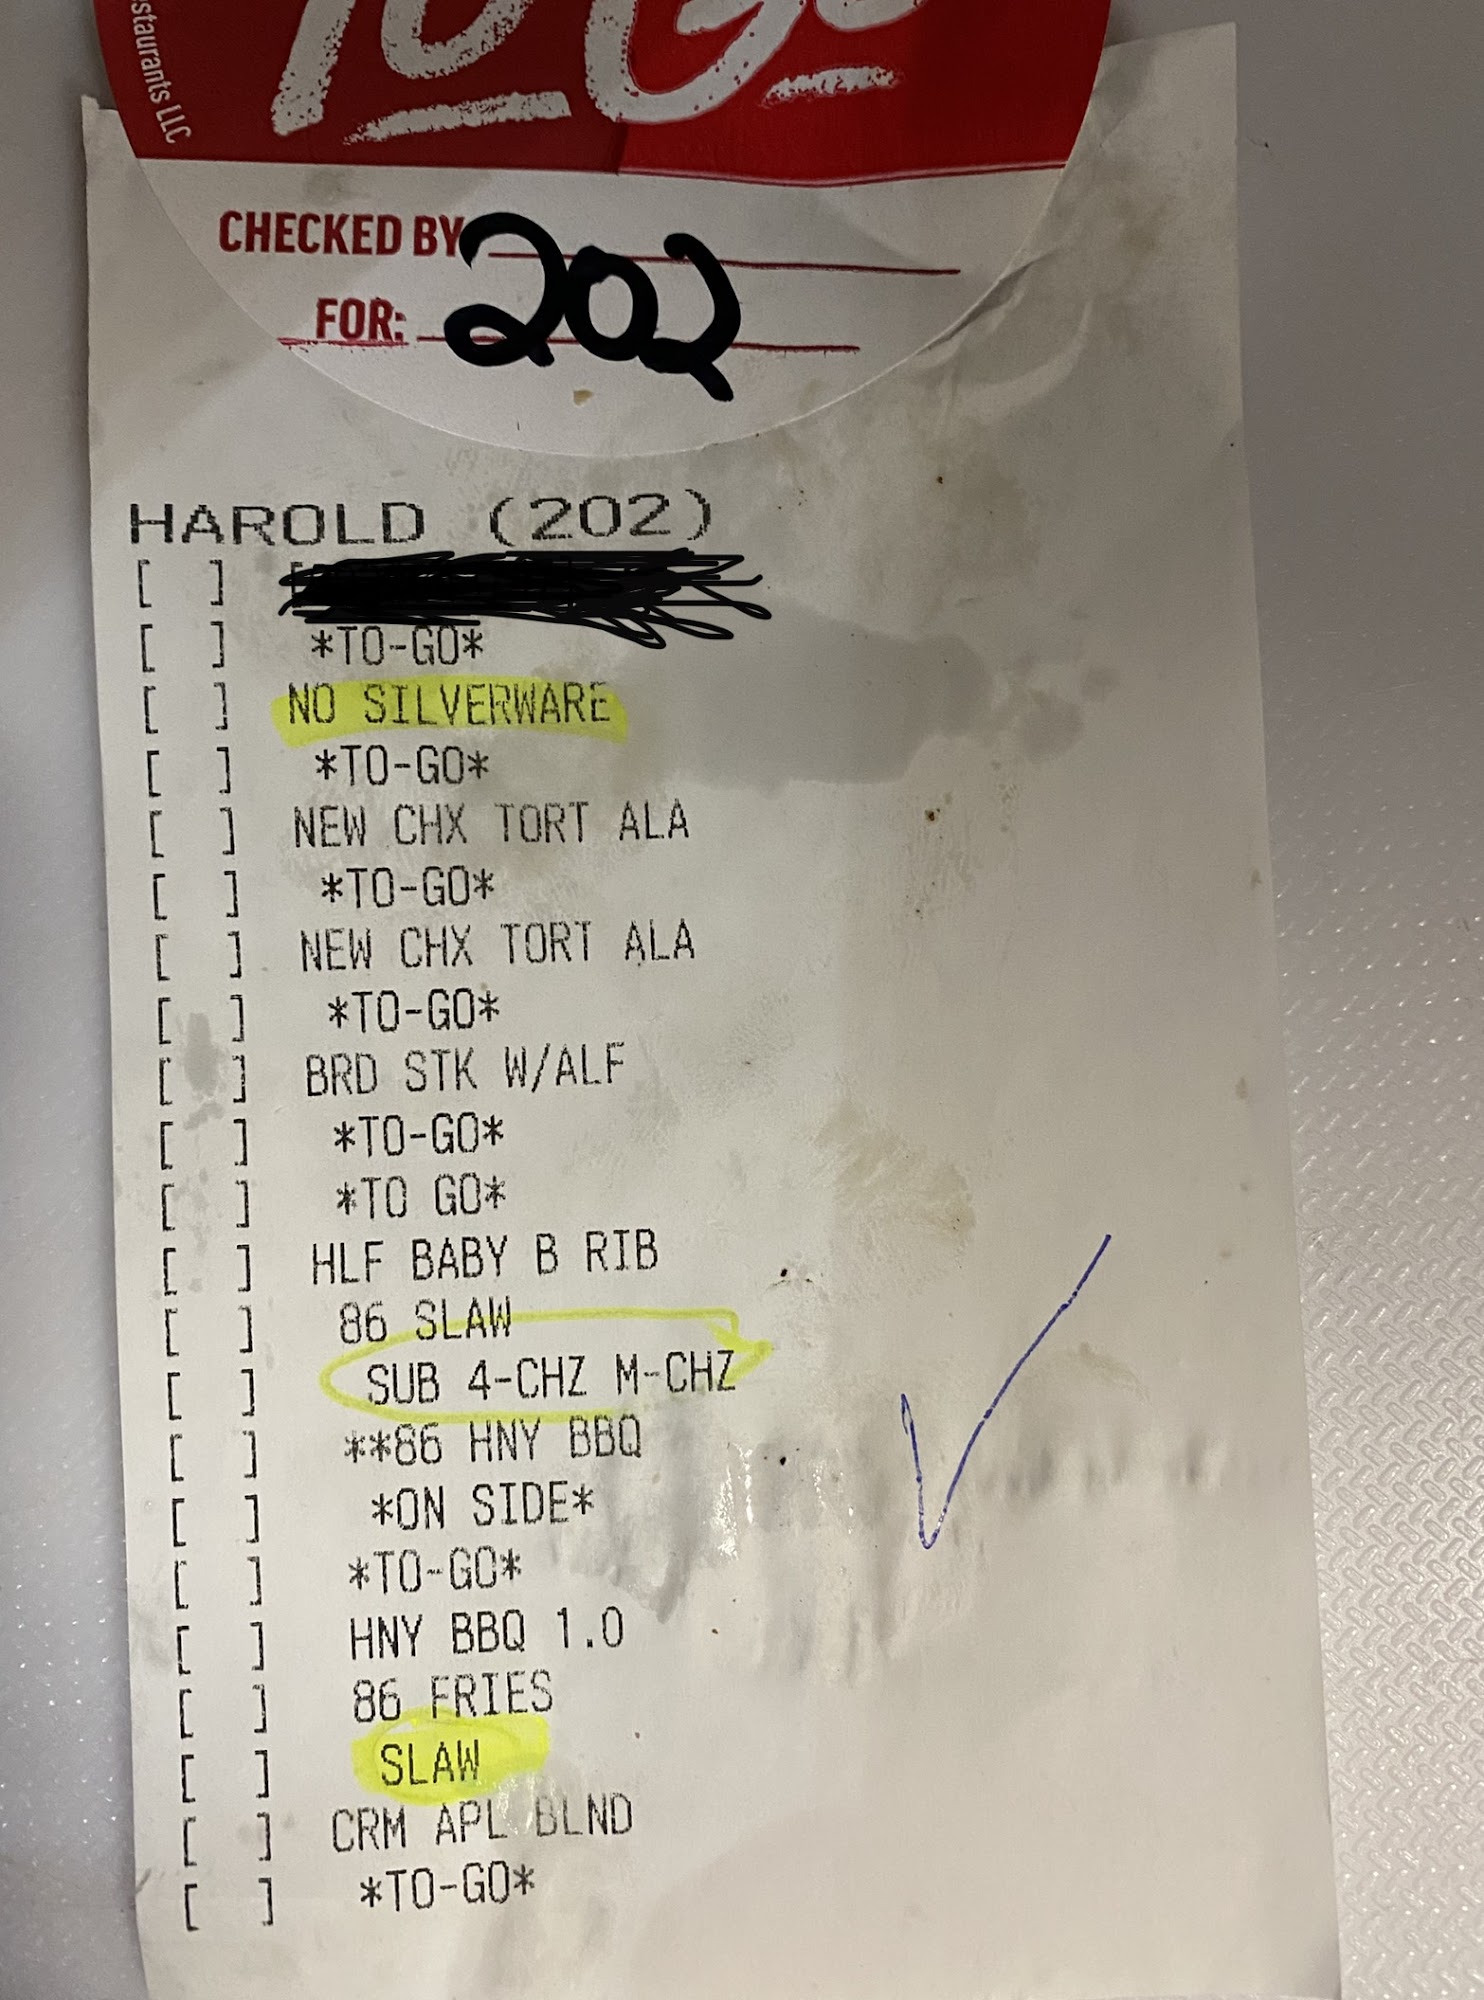 staurants LLC
To Go
CHECKED BY
FOR: 202
HAROLD (202)
[ ]
[ ] *TO-GO*
[ ] NO SILVERWARE
[ ] *TO-GO*
[ ] NEW CHX TORT ALA
[ ] *TO-GO*
[ ] NEW CHX TORT ALA
[ ] *TO-GO*
[ ] BRD STK W/ALF
[ ] *TO-GO*
[ ] *TO GO*
[ ] HLF BABY B RIB
[ ] 86 SLAW
[ ] SUB 4-CHZ M-CHZ
[ ] **86 HNY BBQ
[ ] *ON SIDE*
[ ] *TO-GO*
[ ] HNY BBQ 1.0
[ ] 86 FRIES
[ ] SLAW
[ ] CRM APL BLND
[ ] *TO-GO*